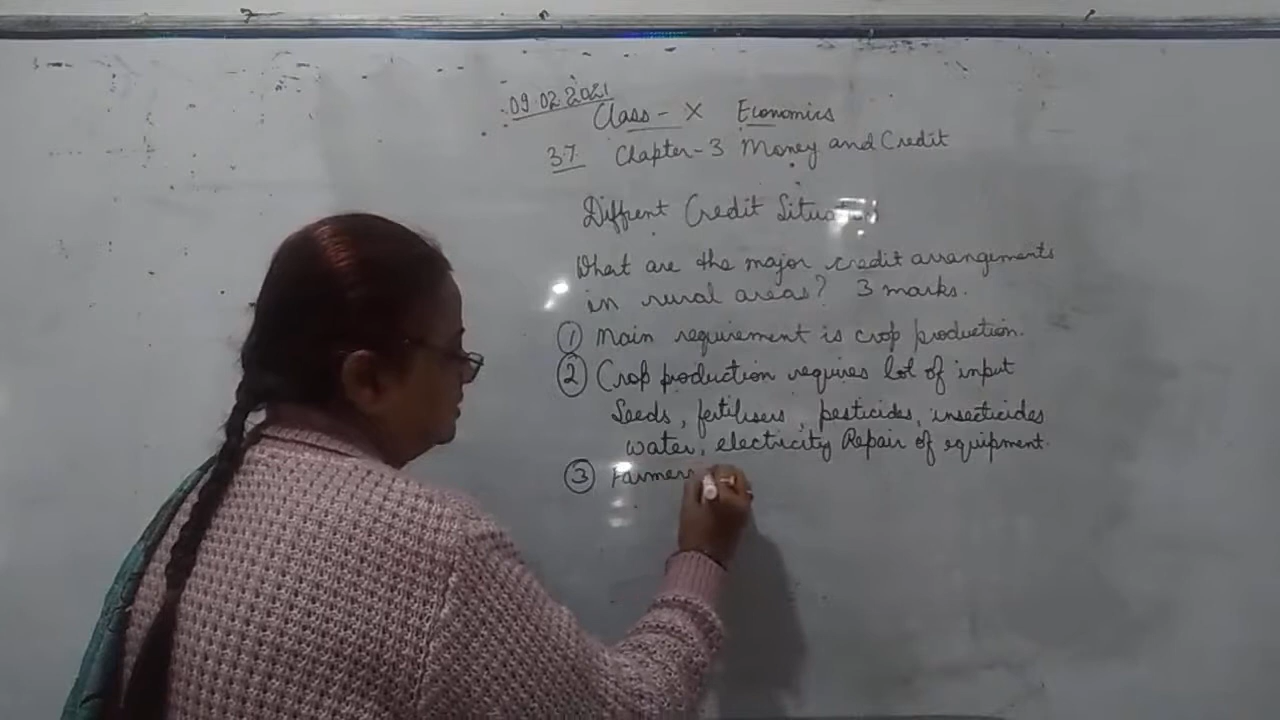 09.02.2021
Class - X Economics
37. Chapter-3 Money and Credit
Diffrent Credit
What are the major credit arrangements
in rural areas? 3 marks.
① Main requirement is crop production.
② Crop production requires lot of input
Seeds, fertilisers, pesticides, insecticides
water, electricity Repair of equipment.
③ Farmers